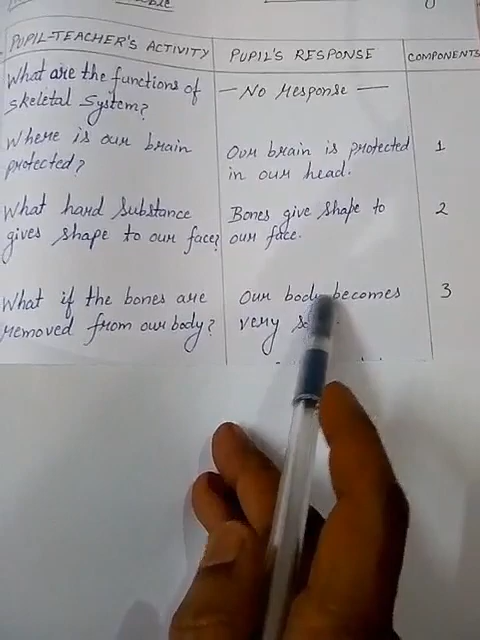 PUPIL-TEACHER'S ACTIVITY PUPIL'S RESPONSE COMPONENTS
What are the functions of
skeletal system?
— No response —
Where is our brain
protected?
Our brain is protected
in our head.
1
What hard substance
gives shape to our face?
Bones give shape to
our face.
2
What if the bones are
removed from our body?
Our body becomes
very
3